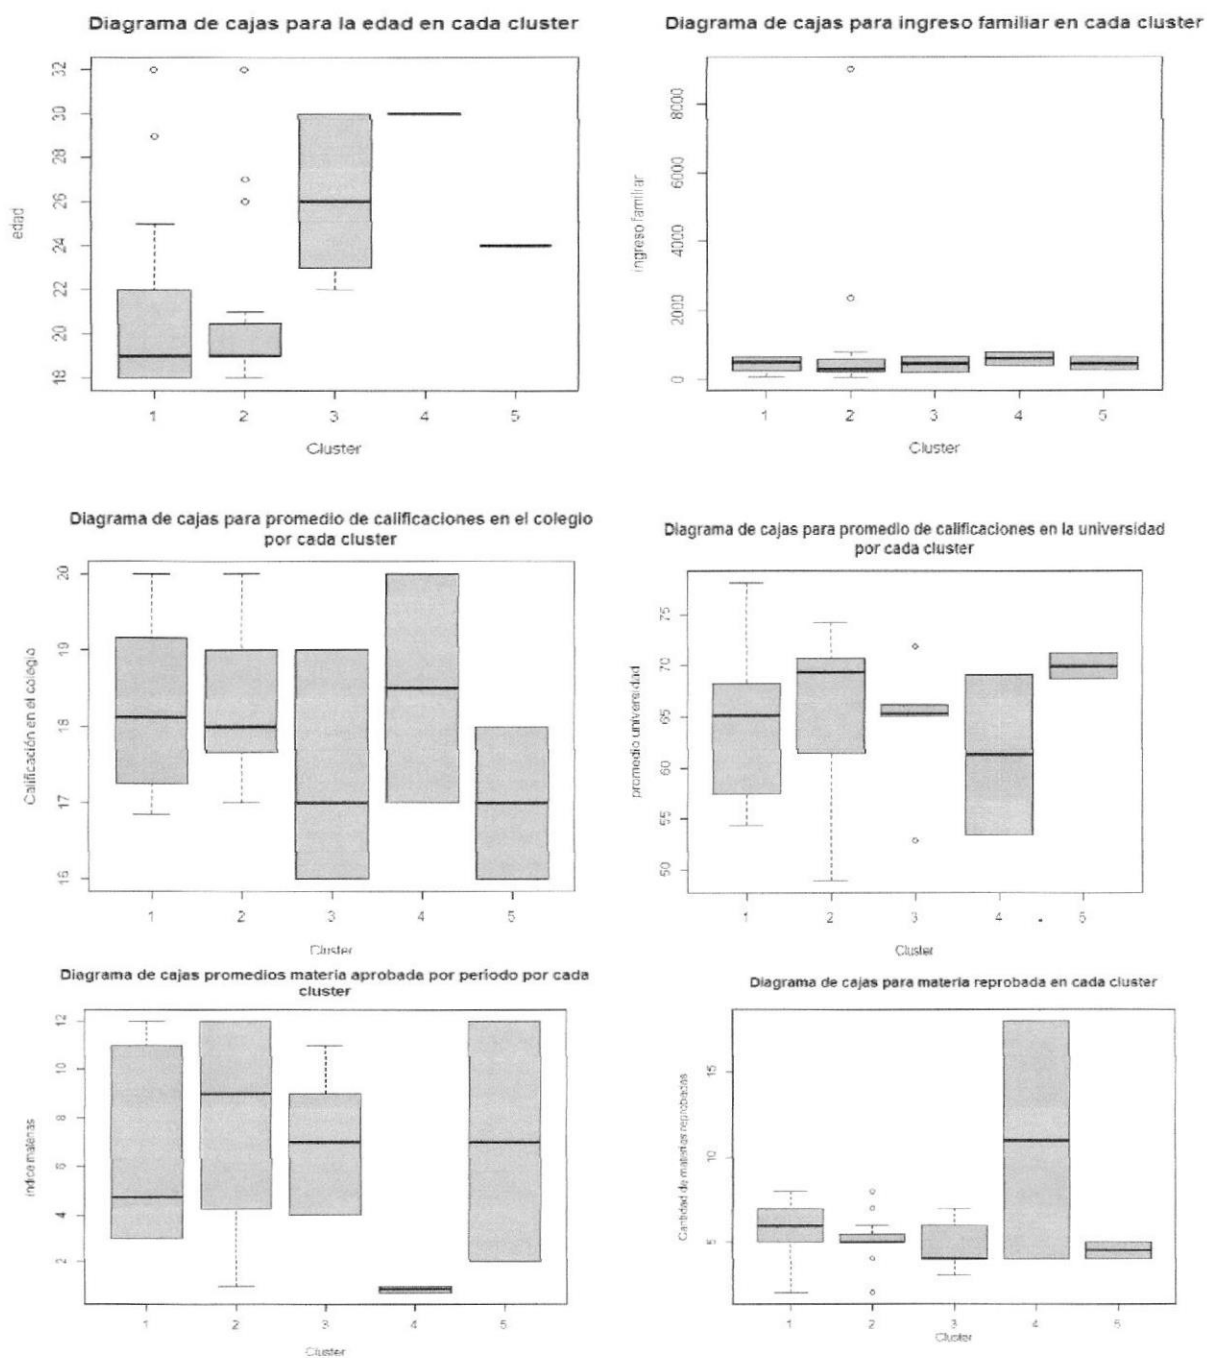 Diagrama de cajas para la edad en cada cluster
32
30
28
26
24
22
20
18
edad
1 2 3 4 5
Cluster
Diagrama de cajas para ingreso familiar en cada cluster
8000
6000
4000
2000
0
ingreso familiar
1 2 3 4 5
Cluster
Diagrama de cajas para promedio de calificaciones en el colegio
por cada cluster
20
19
18
17
16
Calificación en el colegio
1 2 3 4 5
Cluster
Diagrama de cajas para promedio de calificaciones en la universidad
por cada cluster
75
70
65
60
55
50
promedio universidad
1 2 3 4 5
Cluster
Diagrama de cajas promedios materia aprobada por período por cada
cluster
12
10
8
6
4
2
indice materias
1 2 3 4 5
Cluster
Diagrama de cajas para materia reprobada en cada cluster
15
10
5
Cantidad de materias reprobadas
1 2 3 4 5
Cluster